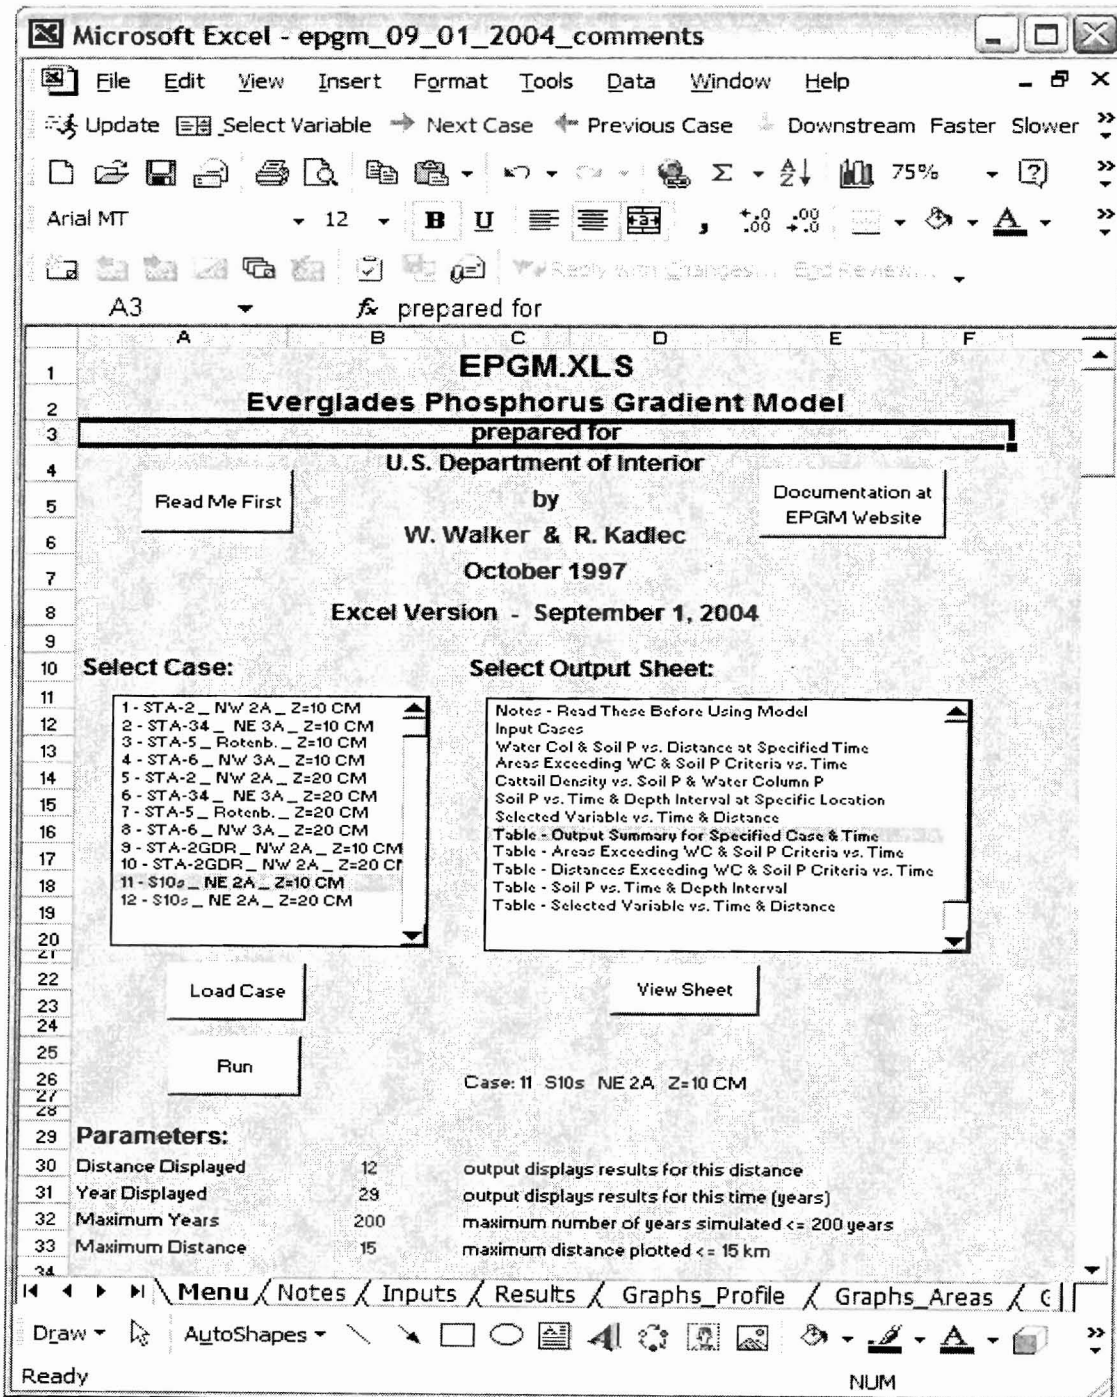 Microsoft Excel - epgm_09_01_2004_comments
File Edit View Insert Format Tools Data Window Help
Update Select Variable Next Case Previous Case Downstream Faster Slower
75%
Arial MT 12 B U
Reply with Changes... End Review...
A3 fx prepared for
A B C D E F
1 EPGM.XLS
2 Everglades Phosphorus Gradient Model
3 prepared for
4 U.S. Department of Interior
Read Me First
Documentation at
EPGM Website
5 by
6 W. Walker & R. Kadlec
7 October 1997
8 Excel Version - September 1, 2004
9
10 Select Case: Select Output Sheet:
11
12
13
14
15
16
17
18
19
20
21
1 - STA-2 _ NW 2A _ Z=10 CM
2 - STA-34 _ NE 3A _ Z=10 CM
3 - STA-5 _ Rotenb. _ Z=10 CM
4 - STA-6 _ NW 3A _ Z=10 CM
5 - STA-2 _ NW 2A _ Z=20 CM
6 - STA-34 _ NE 3A _ Z=20 CM
7 - STA-5 _ Rotenb. _ Z=20 CM
8 - STA-6 _ NW 3A _ Z=20 CM
9 - STA-2GDR _ NW 2A _ Z=10 CM
10 - STA-2GDR _ NW 2A _ Z=20 CM
11 - S10s _ NE 2A _ Z=10 CM
12 - S10s _ NE 2A _ Z=20 CM
Notes - Read These Before Using Model
Input Cases
Water Col & Soil P vs. Distance at Specified Time
Areas Exceeding WC & Soil P Criteria vs. Time
Cattail Density vs. Soil P & Water Column P
Soil P vs. Time & Depth Interval at Specific Location
Selected Variable vs. Time & Distance
Table - Output Summary for Specified Case & Time
Table - Areas Exceeding WC & Soil P Criteria vs. Time
Table - Distances Exceeding WC & Soil P Criteria vs. Time
Table - Soil P vs. Time & Depth Interval
Table - Selected Variable vs. Time & Distance
22
23
Load Case View Sheet
24
25
Run
26 Case: 11 S10s NE 2A Z=10 CM
27
28
29 Parameters:
30 Distance Displayed 12 output displays results for this distance
31 Year Displayed 29 output displays results for this time (years)
32 Maximum Years 200 maximum number of years simulated <= 200 years
33 Maximum Distance 15 maximum distance plotted <= 15 km
34
Menu Notes Inputs Results Graphs_Profile Graphs_Areas
Draw AutoShapes
Ready NUM